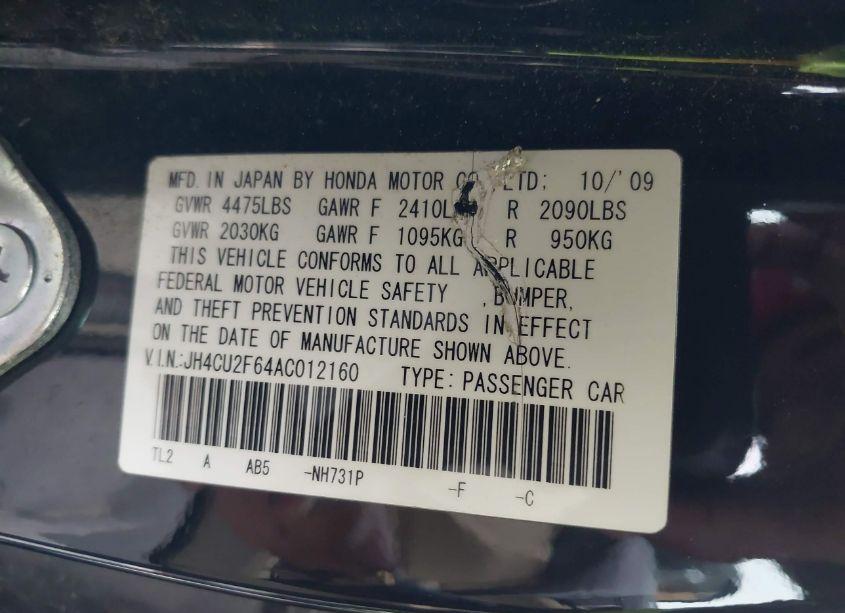 MFD. IN JAPAN BY HONDA MOTOR CO. LTD; 10/'09
GVWR 4475LBS GAWR F 2410LBS R 2090LBS
GVWR 2030KG GAWR F 1095KG R 950KG
THIS VEHICLE CONFORMS TO ALL APPLICABLE
FEDERAL MOTOR VEHICLE SAFETY , BUMPER,
AND THEFT PREVENTION STANDARDS IN EFFECT
ON THE DATE OF MANUFACTURE SHOWN ABOVE.
V.I.N.:JH4CU2F64AC012160 TYPE: PASSENGER CAR
TL2 A AB5 -NH731P -F -C